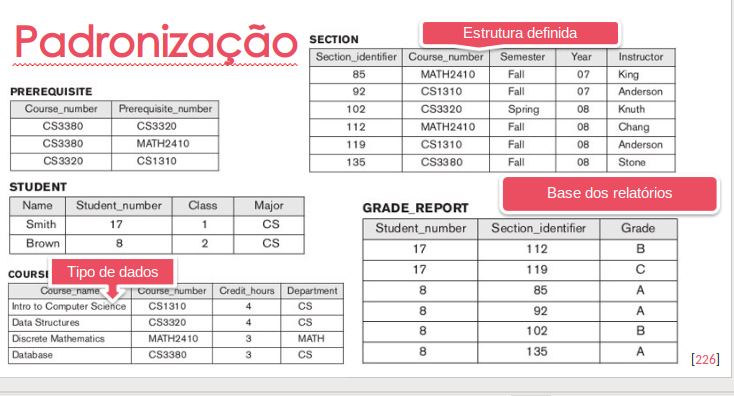 Padronização
SECTION
Estrutura definida
Section_identifier Course_number Semester Year Instructor
85 MATH2410 Fall 07 King
92 CS1310 Fall 07 Anderson
102 CS3320 Spring 08 Knuth
112 MATH2410 Fall 08 Chang
119 CS1310 Fall 08 Anderson
135 CS3380 Fall 08 Stone
PREREQUISITE
Course_number Prerequisite_number
CS3380 CS3320
CS3380 MATH2410
CS3320 CS1310
STUDENT
Name Student_number Class Major
Smith 17 1 CS
Brown 8 2 CS
Base dos relatórios
GRADE_REPORT
Student_number Section_identifier Grade
17 112 B
17 119 C
8 85 A
8 92 A
8 102 B
8 135 A
COURSE
Tipo de dados
Course_name Course_number Credit_hours Department
Intro to Computer Science CS1310 4 CS
Data Structures CS3320 4 CS
Discrete Mathematics MATH2410 3 MATH
Database CS3380 3 CS
[226]